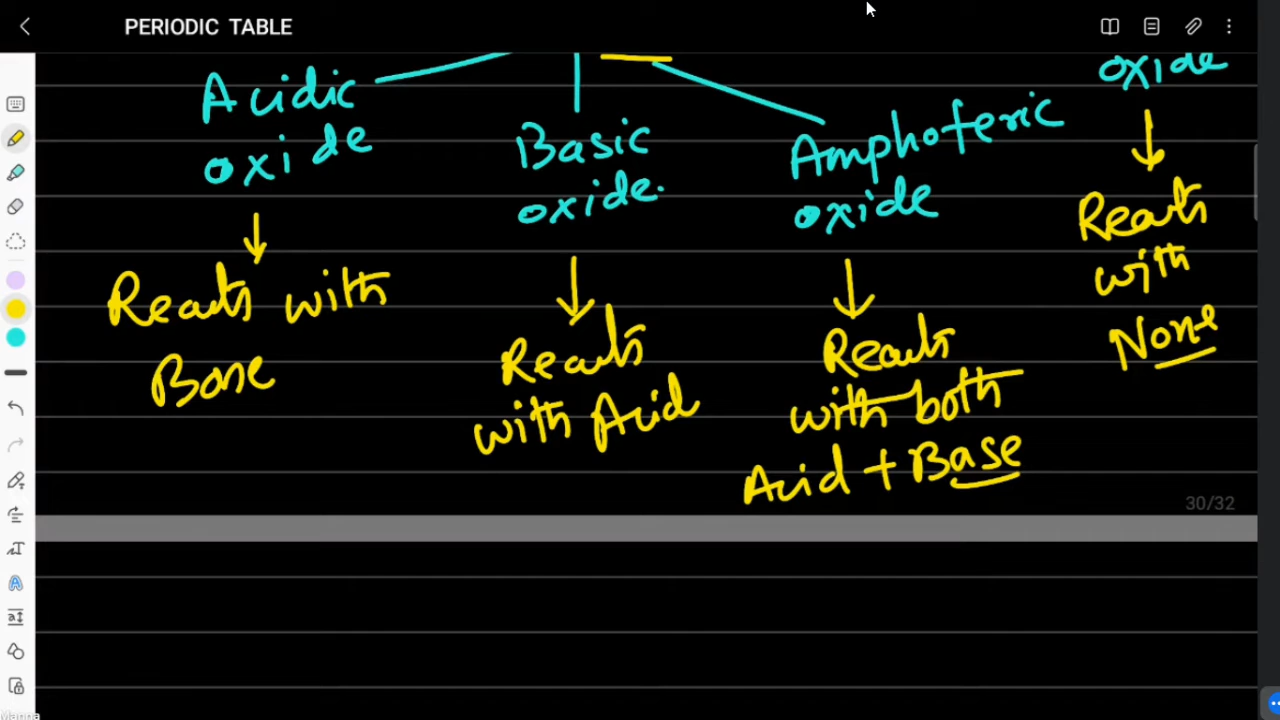 PERIODIC TABLE
Acidic
oxide
Reacts with
Base
Basic
oxide.
Reacts
with Acid
Amphoteric
oxide
Reacts
with both
Acid + Base
oxide
Reacts
with
None
30/32